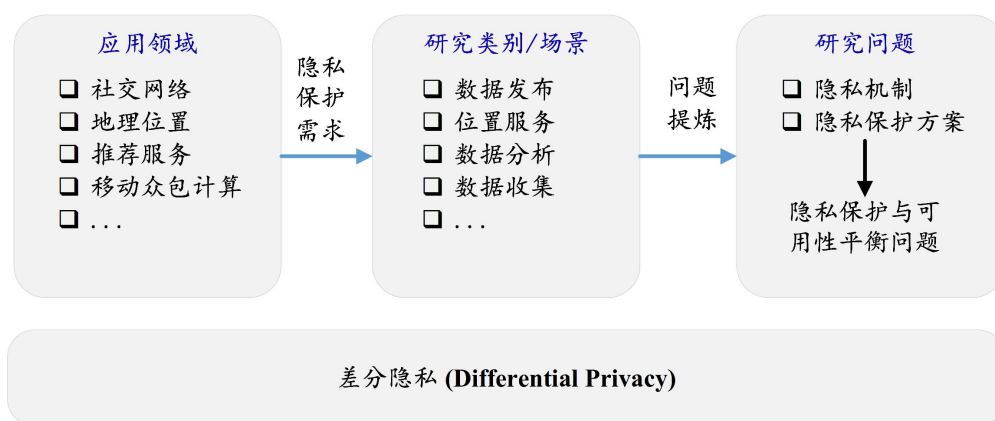 应用领域
❑ 社交网络
❑ 地理位置
❑ 推荐服务
❑ 移动众包计算
❑ ...
隐私
保护
需求
研究类别/场景
❑ 数据发布
❑ 位置服务
❑ 数据分析
❑ 数据收集
❑ ...
问题
提炼
研究问题
❑ 隐私机制
❑ 隐私保护方案
隐私保护与可
用性平衡问题
差分隐私 (Differential Privacy)